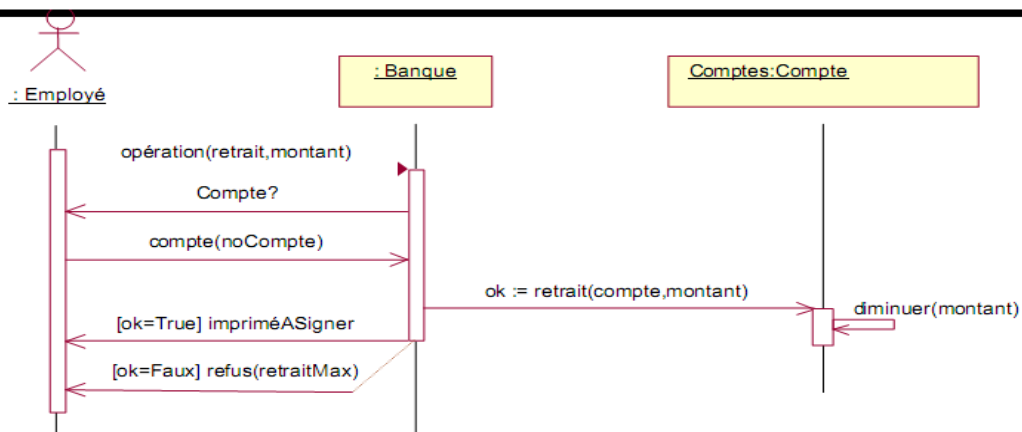 : Employé
: Banque
Comptes:Compte
opération(retrait,montant)
Compte?
compte(noCompte)
ok := retrait(compte,montant)
diminuer(montant)
[ok=True] impriméASigner
[ok=Faux] refus(retraitMax)